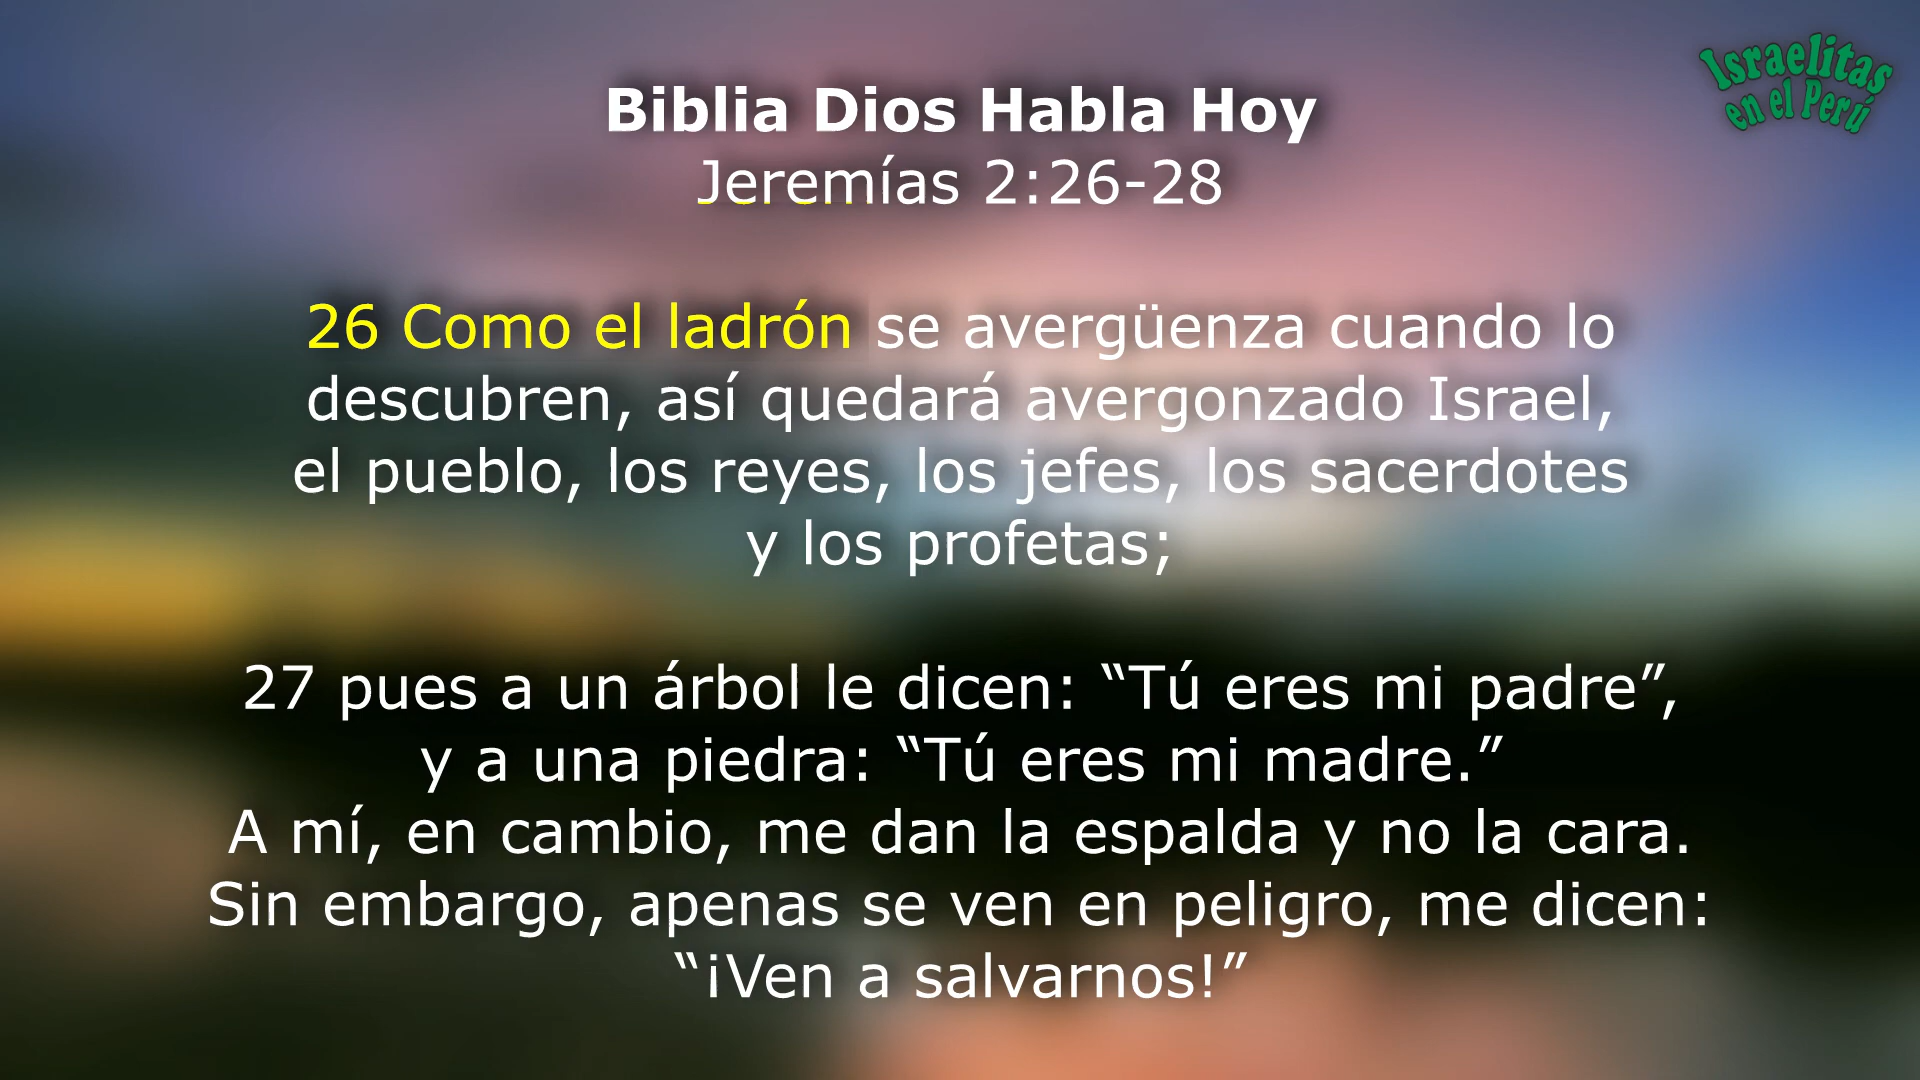 Israelitas
en el Perú
Biblia Dios Habla Hoy
Jeremías 2:26-28
26 Como el ladrón se avergüenza cuando lo
descubren, así quedará avergonzado Israel,
el pueblo, los reyes, los jefes, los sacerdotes
y los profetas;
27 pues a un árbol le dicen: “Tú eres mi padre”,
y a una piedra: “Tú eres mi madre.”
A mí, en cambio, me dan la espalda y no la cara.
Sin embargo, apenas se ven en peligro, me dicen:
“¡Ven a salvarnos!”